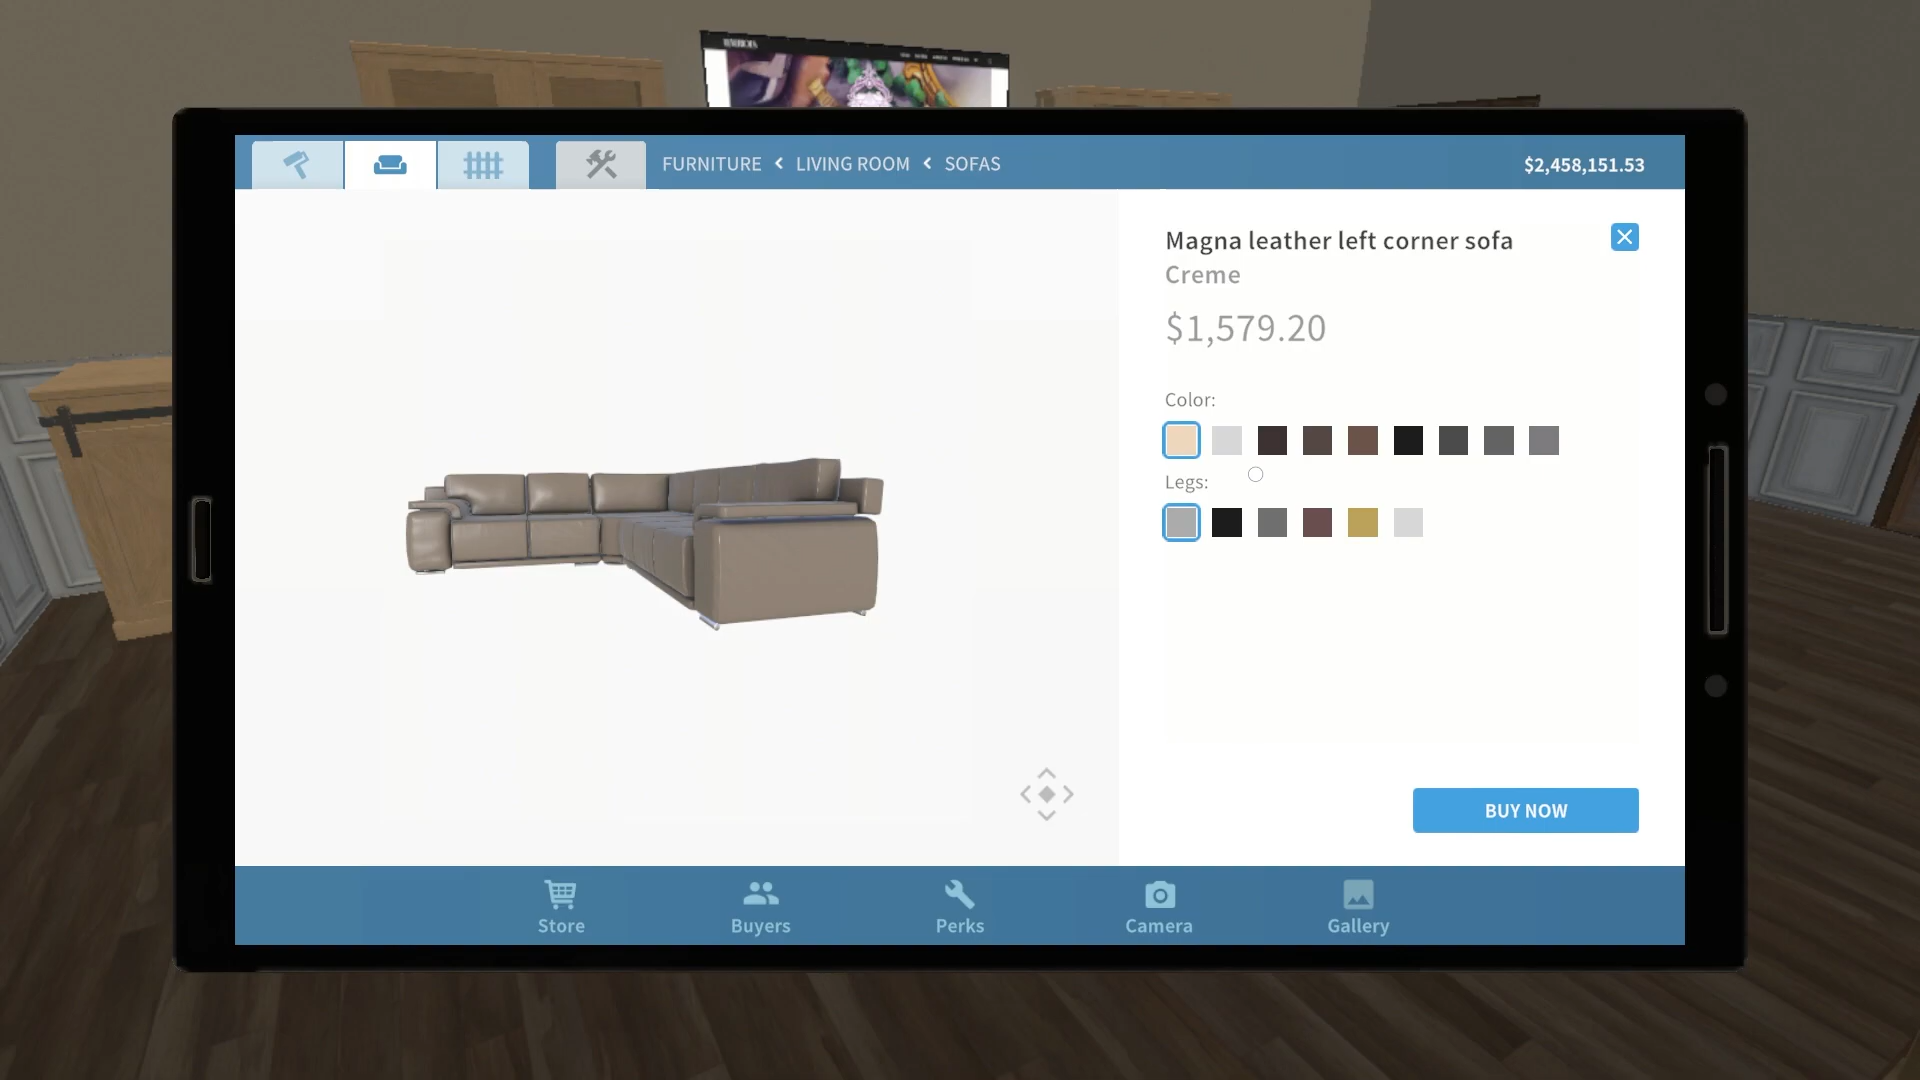 FURNITURE < LIVING ROOM < SOFAS
$2,458,151.53
Magna leather left corner sofa
Creme
$1,579.20
Color:
Legs:
BUY NOW
Store
Buyers
Perks
Camera
Gallery